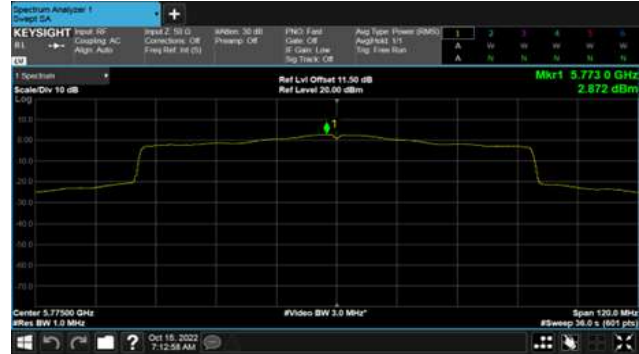 Spectrum Analyzer 1
Swept SA
+
KEYSIGHT
RL
Input: RF
Coupling: AC
Align: Auto
Input Z: 50 Ω
Corrections: Off
Freq Ref: Int (S)
#Atten: 30 dB
Preamp: Off
PNO: Fast
Gate: Off
IF Gain: Low
Sig Track: Off
Avg Type: Power (RMS)
Avg|Hold: 1/1
Trig: Free Run
1 2 3 4 5 6
A W W W W W
A N N N N N
1 Spectrum
Scale/Div 10 dB
Log
Ref Lvl Offset 11.50 dB
Ref Level 20.00 dBm
Mkr1 5.773 0 GHz
2.872 dBm
1
10.0
0.00
-10.0
-20.0
-30.0
-40.0
-50.0
-60.0
-70.0
Center 5.77500 GHz
#Res BW 1.0 MHz
#Video BW 3.0 MHz*
Span 120.0 MHz
#Sweep 36.0 s (601 pts)
?
Oct 15, 2022
7:12:58 AM